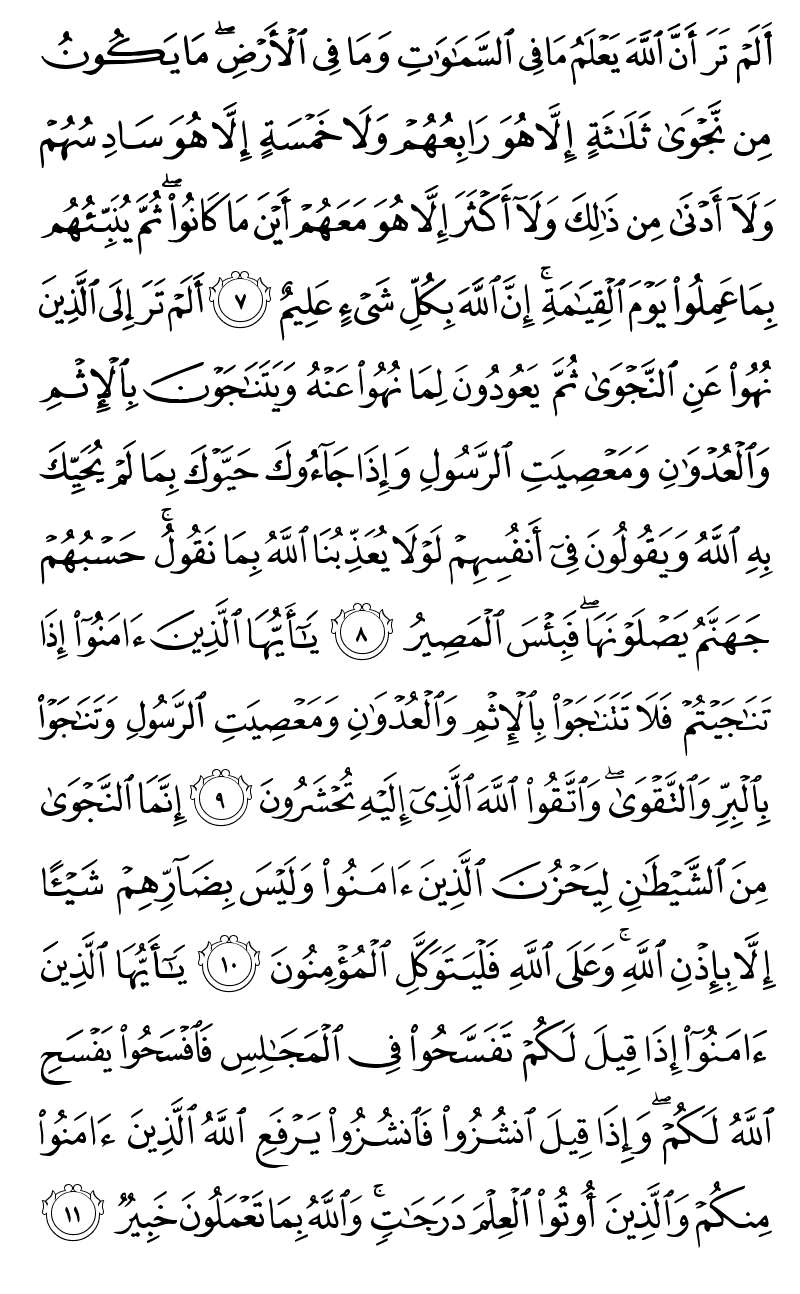 أَلَمۡ تَرَ أَنَّ ٱللَّهَ يَعۡلَمُ مَا فِي ٱلسَّمَٰوَٰتِ وَمَا فِي ٱلۡأَرۡضِۖ مَا يَكُونُ
مِن نَّجۡوَىٰ ثَلَٰثَةٍ إِلَّا هُوَ رَابِعُهُمۡ وَلَا خَمۡسَةٍ إِلَّا هُوَ سَادِسُهُمۡ
وَلَآ أَدۡنَىٰ مِن ذَٰلِكَ وَلَآ أَكۡثَرَ إِلَّا هُوَ مَعَهُمۡ أَيۡنَ مَا كَانُواْۖ ثُمَّ يُنَبِّئُهُم
بِمَا عَمِلُواْ يَوۡمَ ٱلۡقِيَٰمَةِۚ إِنَّ ٱللَّهَ بِكُلِّ شَيۡءٍ عَلِيمٌ ٧ أَلَمۡ تَرَ إِلَى ٱلَّذِينَ
نُهُواْ عَنِ ٱلنَّجۡوَىٰ ثُمَّ يَعُودُونَ لِمَا نُهُواْ عَنۡهُ وَيَتَنَٰجَوۡنَ بِٱلۡإِثۡمِ
وَٱلۡعُدۡوَٰنِ وَمَعۡصِيَتِ ٱلرَّسُولِ وَإِذَا جَآءُوكَ حَيَّوۡكَ بِمَا لَمۡ يُحَيِّكَ
بِهِ ٱللَّهُ وَيَقُولُونَ فِيٓ أَنفُسِهِمۡ لَوۡلَا يُعَذِّبُنَا ٱللَّهُ بِمَا نَقُولُۚ حَسۡبُهُمۡ
جَهَنَّمُ يَصۡلَوۡنَهَاۖ فَبِئۡسَ ٱلۡمَصِيرُ ٨ يَٰٓأَيُّهَا ٱلَّذِينَ ءَامَنُوٓاْ إِذَا
تَنَٰجَيۡتُمۡ فَلَا تَتَنَٰجَوۡاْ بِٱلۡإِثۡمِ وَٱلۡعُدۡوَٰنِ وَمَعۡصِيَتِ ٱلرَّسُولِ وَتَنَٰجَوۡاْ
بِٱلۡبِرِّ وَٱلتَّقۡوَىٰۖ وَٱتَّقُواْ ٱللَّهَ ٱلَّذِيٓ إِلَيۡهِ تُحۡشَرُونَ ٩ إِنَّمَا ٱلنَّجۡوَىٰ
مِنَ ٱلشَّيۡطَٰنِ لِيَحۡزُنَ ٱلَّذِينَ ءَامَنُواْ وَلَيۡسَ بِضَآرِّهِمۡ شَيۡـًٔا
إِلَّا بِإِذۡنِ ٱللَّهِۚ وَعَلَى ٱللَّهِ فَلۡيَتَوَكَّلِ ٱلۡمُؤۡمِنُونَ ١٠ يَٰٓأَيُّهَا ٱلَّذِينَ
ءَامَنُوٓاْ إِذَا قِيلَ لَكُمۡ تَفَسَّحُواْ فِي ٱلۡمَجَٰلِسِ فَٱفۡسَحُواْ يَفۡسَحِ
ٱللَّهُ لَكُمۡۖ وَإِذَا قِيلَ ٱنشُزُواْ فَٱنشُزُواْ يَرۡفَعِ ٱللَّهُ ٱلَّذِينَ ءَامَنُواْ
مِنكُمۡ وَٱلَّذِينَ أُوتُواْ ٱلۡعِلۡمَ دَرَجَٰتٖۚ وَٱللَّهُ بِمَا تَعۡمَلُونَ خَبِيرٞ ١١